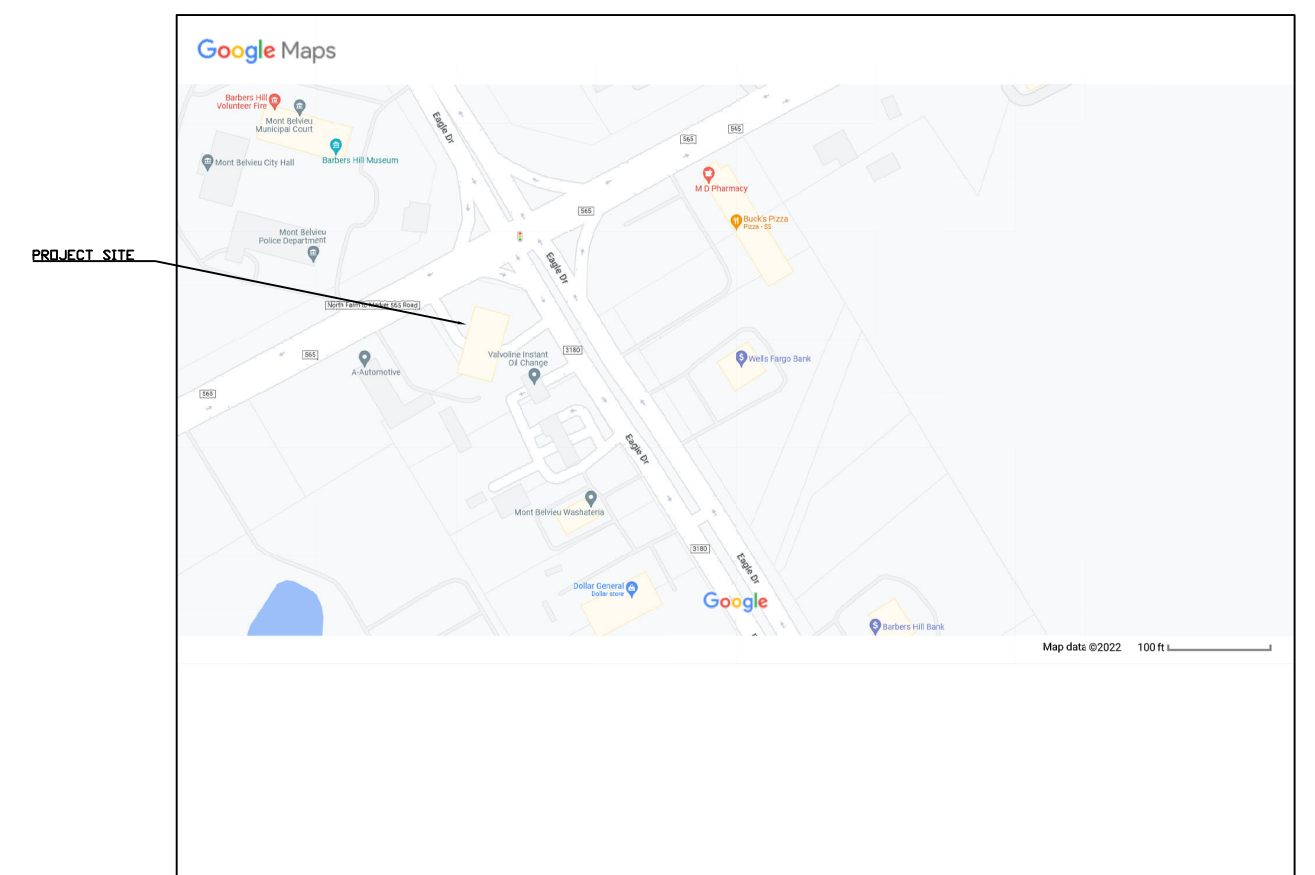 Google Maps
Barbers Hill
Volunteer Fire
Mont Belvieu
Municipal Court
Mont Belvieu City Hall
Barbers Hill Museum
Eagle Dr
565
565
M D Pharmacy
Buck's Pizza
Pizza · $$
565
Mont Belvieu
Police Department
PROJECT SITE
Eagle Dr
North Farm to Market 565 Road
565
A-Automotive
Valvoline Instant
Oil Change
3180
Wells Fargo Bank
565
Eagle Dr
Mont Belvieu Washateria
3180
Eagle Dr
Dollar General
Dollar store
Google
Barbers Hill Bank
Map data ©2022 100 ft